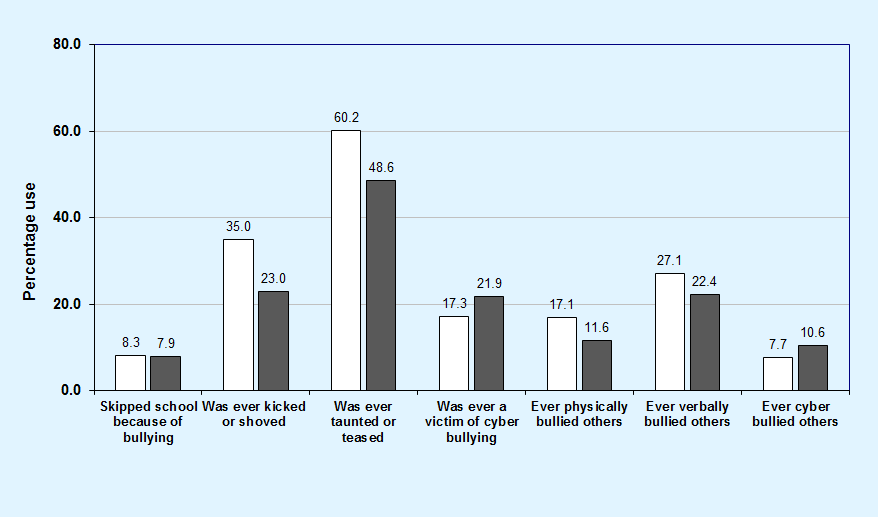 80.0
60.2
60.0
48.6
Percentage use
40.0
35.0
27.1
23.0
21.9
22.4
20.0
17.3
17.1
11.6
10.6
8.3
7.9
7.7
0.0
Skipped school
because of
bullying
Was ever kicked
or shoved
Was ever
taunted or
teased
Was ever a
victim of cyber
bullying
Ever physically
bullied others
Ever verbally
bullied others
Ever cyber
bullied others